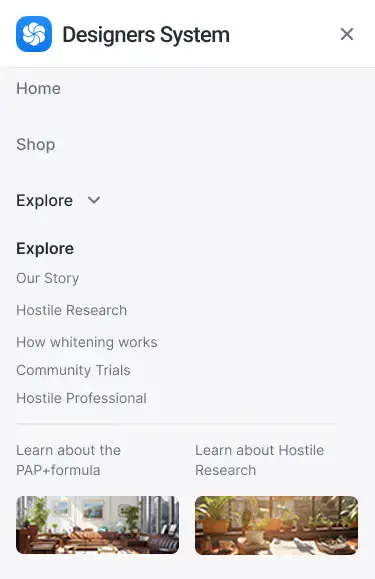 Designers System
Home
Shop
Explore
Explore
Our Story
Hostile Research
How whitening works
Community Trials
Hostile Professional
Learn about the
PAP+formula
Learn about Hostile
Research